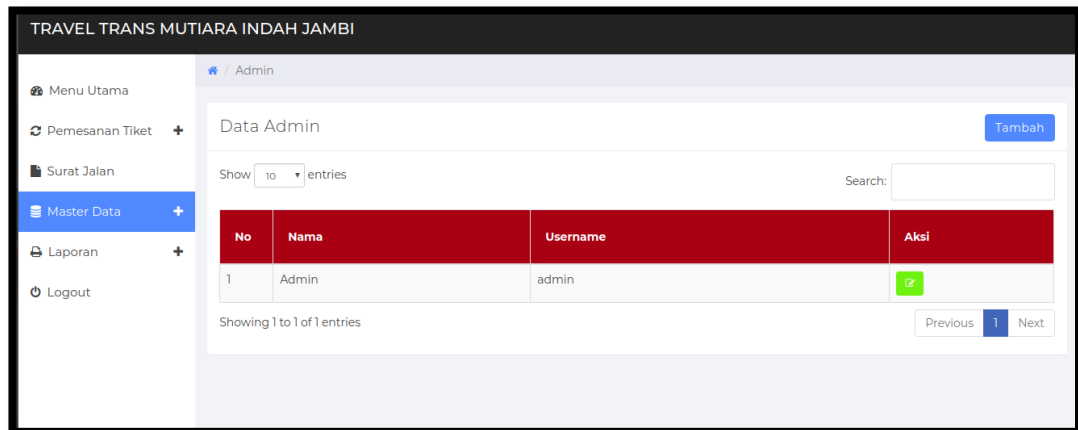 TRAVEL TRANS MUTIARA INDAH JAMBI
/ Admin
Menu Utama
Pemesanan Tiket +
Surat Jalan
Master Data +
Laporan +
Logout
Data Admin
Tambah
Show 10 entries
Search:
No Nama Username Aksi
1 Admin admin
Showing 1 to 1 of 1 entries
Previous 1 Next